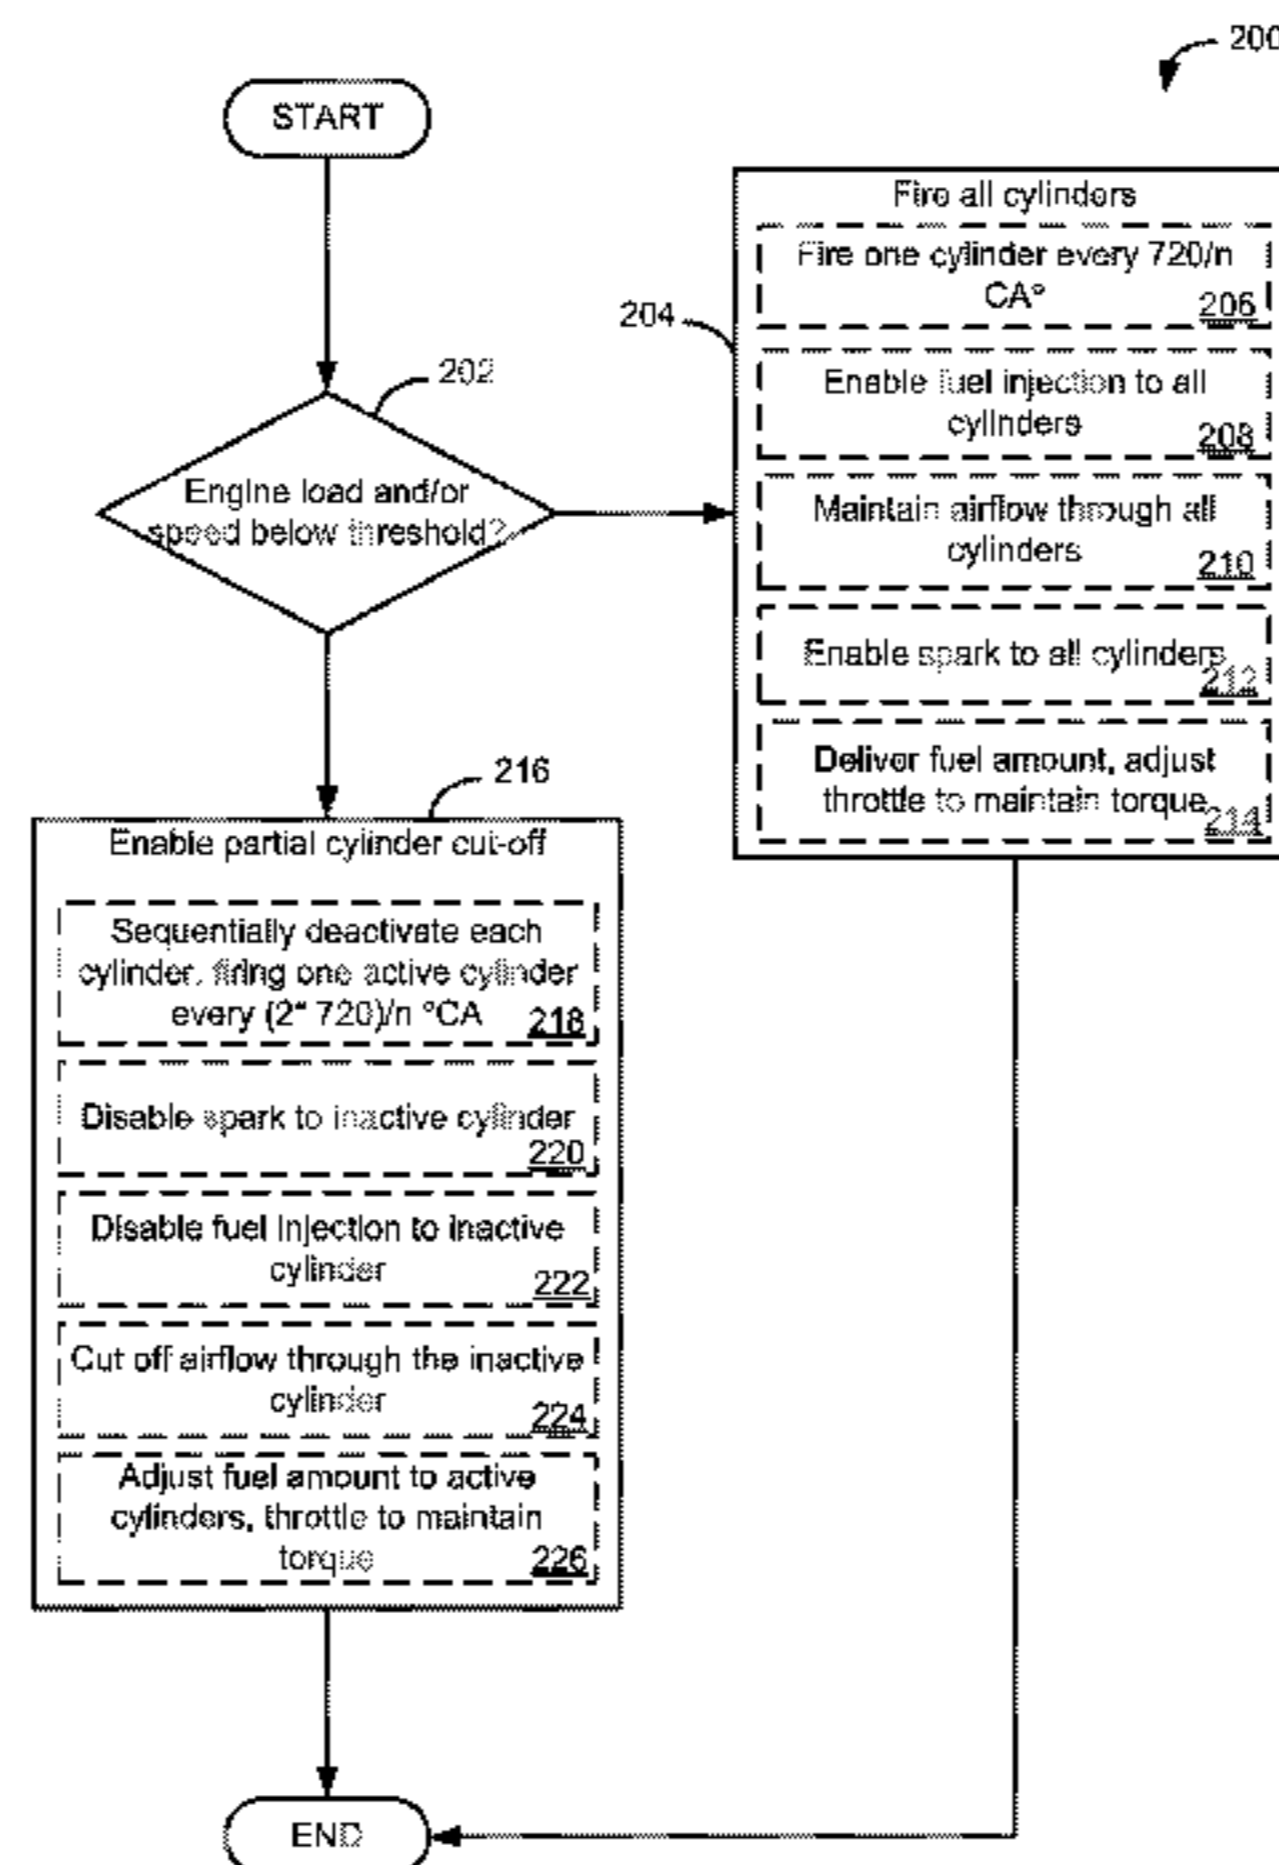 200
START
Fire all cylinders
Fire one cylinder every 720/n
CA°
206
204
Enable fuel injection to all
cylinders
208
202
Maintain airflow through all
cylinders
210
Engine load and/or
speed below threshold?
Enable spark to all cylinders
212
Deliver fuel amount, adjust
throttle to maintain torque
214
216
Enable partial cylinder cut-off
Sequentially deactivate each
cylinder, firing one active cylinder
every (2* 720)/n °CA
218
Disable spark to inactive cylinder
220
Disable fuel injection to inactive
cylinder
222
Cut off airflow through the inactive
cylinder
224
Adjust fuel amount to active
cylinders, throttle to maintain
torque
226
END